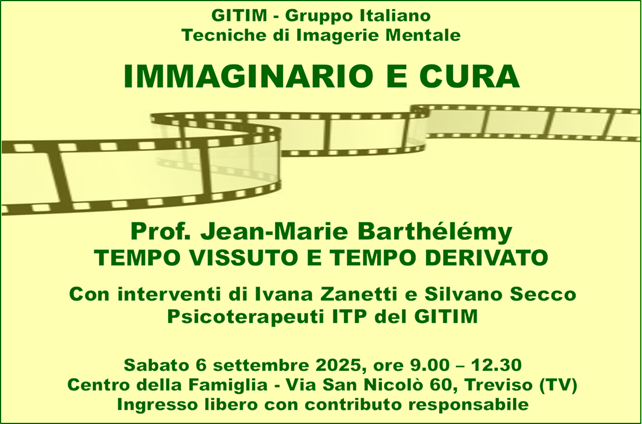 GITIM - Gruppo Italiano
Tecniche di Imagerie Mentale
IMMAGINARIO E CURA
Prof. Jean-Marie Barthélémy
TEMPO VISSUTO E TEMPO DERIVATO
Con interventi di Ivana Zanetti e Silvano Secco
Psicoterapeuti ITP del GITIM
Sabato 6 settembre 2025, ore 9.00 – 12.30
Centro della Famiglia - Via San Nicolò 60, Treviso (TV)
Ingresso libero con contributo responsabile